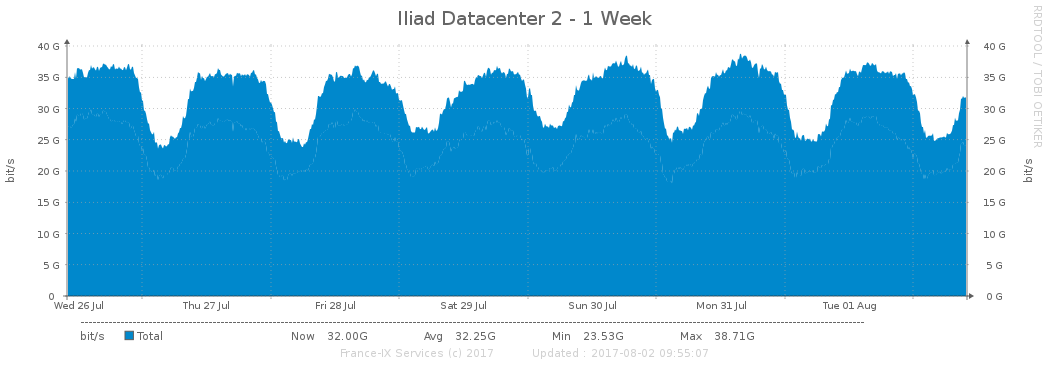 Iliad Datacenter 2 - 1 Week
RRDTOOL / TOBI OETIKER
bit/s
40 G 40 G
35 G 35 G
30 G 30 G
25 G 25 G
20 G 20 G
15 G 15 G
10 G 10 G
5 G 5 G
0 0 G
bit/s
Wed 26 Jul Thu 27 Jul Fri 28 Jul Sat 29 Jul Sun 30 Jul Mon 31 Jul Tue 01 Aug
bit/s Total Now 32.00G Avg 32.25G Min 23.53G Max 38.71G
France-IX Services (c) 2017 Updated : 2017-08-02 09:55:07